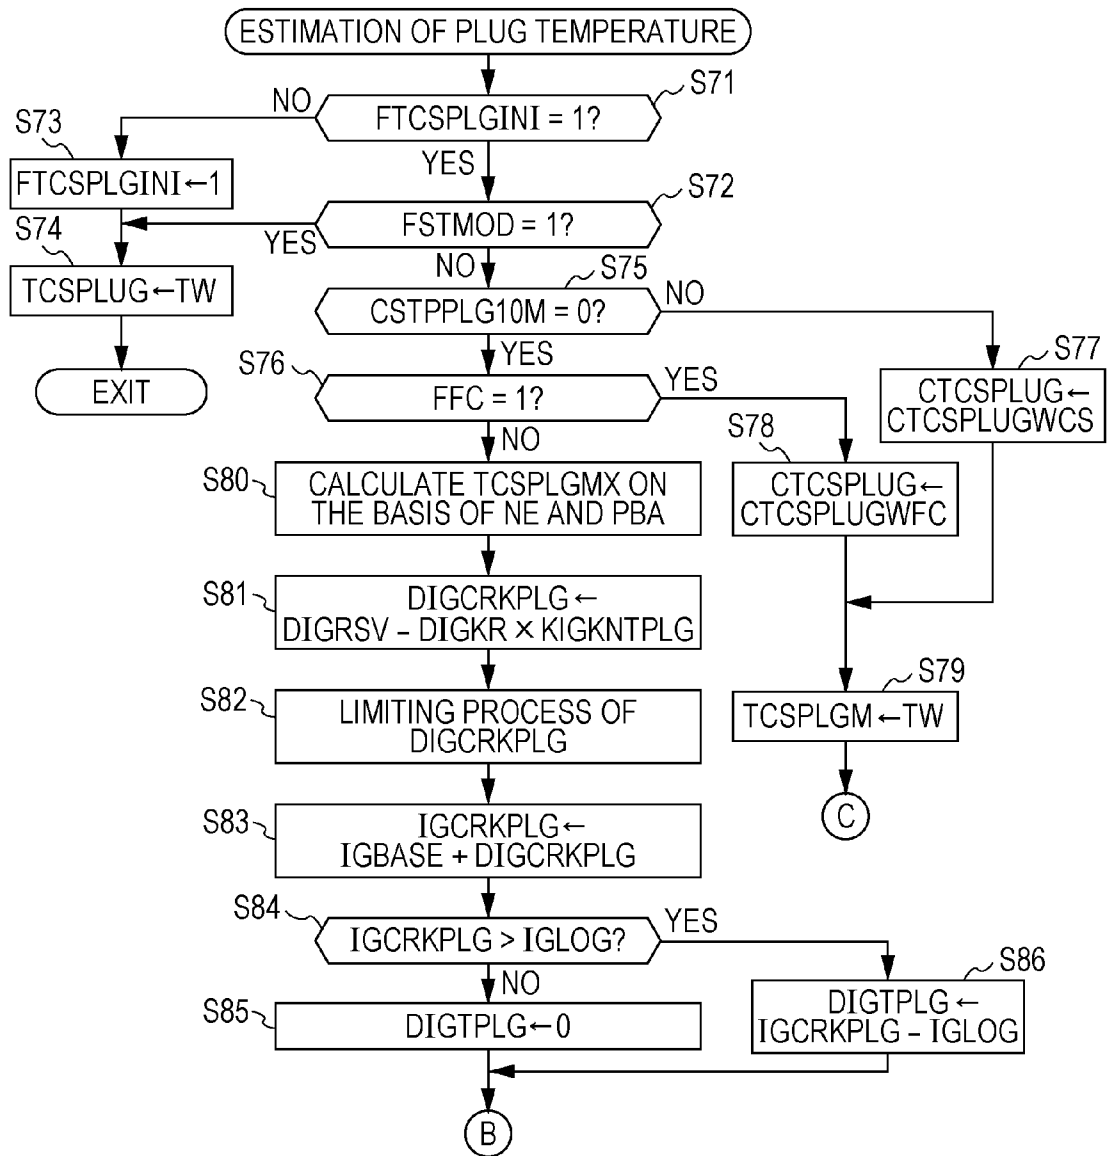 ESTIMATION OF PLUG TEMPERATURE
S71
FTCSPLGINI = 1?
NO
YES
S73
FTCSPLGINI←1
S72
FSTMOD = 1?
YES
NO
S74
TCSPLUG←TW
EXIT
S75
CSTPPLG10M = 0?
NO
YES
S77
CTCSPLUG←
CTCSPLUGWCS
S76
FFC = 1?
YES
NO
S78
CTCSPLUG←
CTCSPLUGWFC
S80
CALCULATE TCSPLGMX ON
THE BASIS OF NE AND PBA
S81
DIGCRKPLG←
DIGRSV – DIGKR × KIGKNTPLG
S79
TCSPLGM←TW
C
S82
LIMITING PROCESS OF
DIGCRKPLG
S83
IGCRKPLG←
IGBASE + DIGCRKPLG
S84
IGCRKPLG > IGLOG?
YES
NO
S86
DIGTPLG←
IGCRKPLG – IGLOG
S85
DIGTPLG←0
B